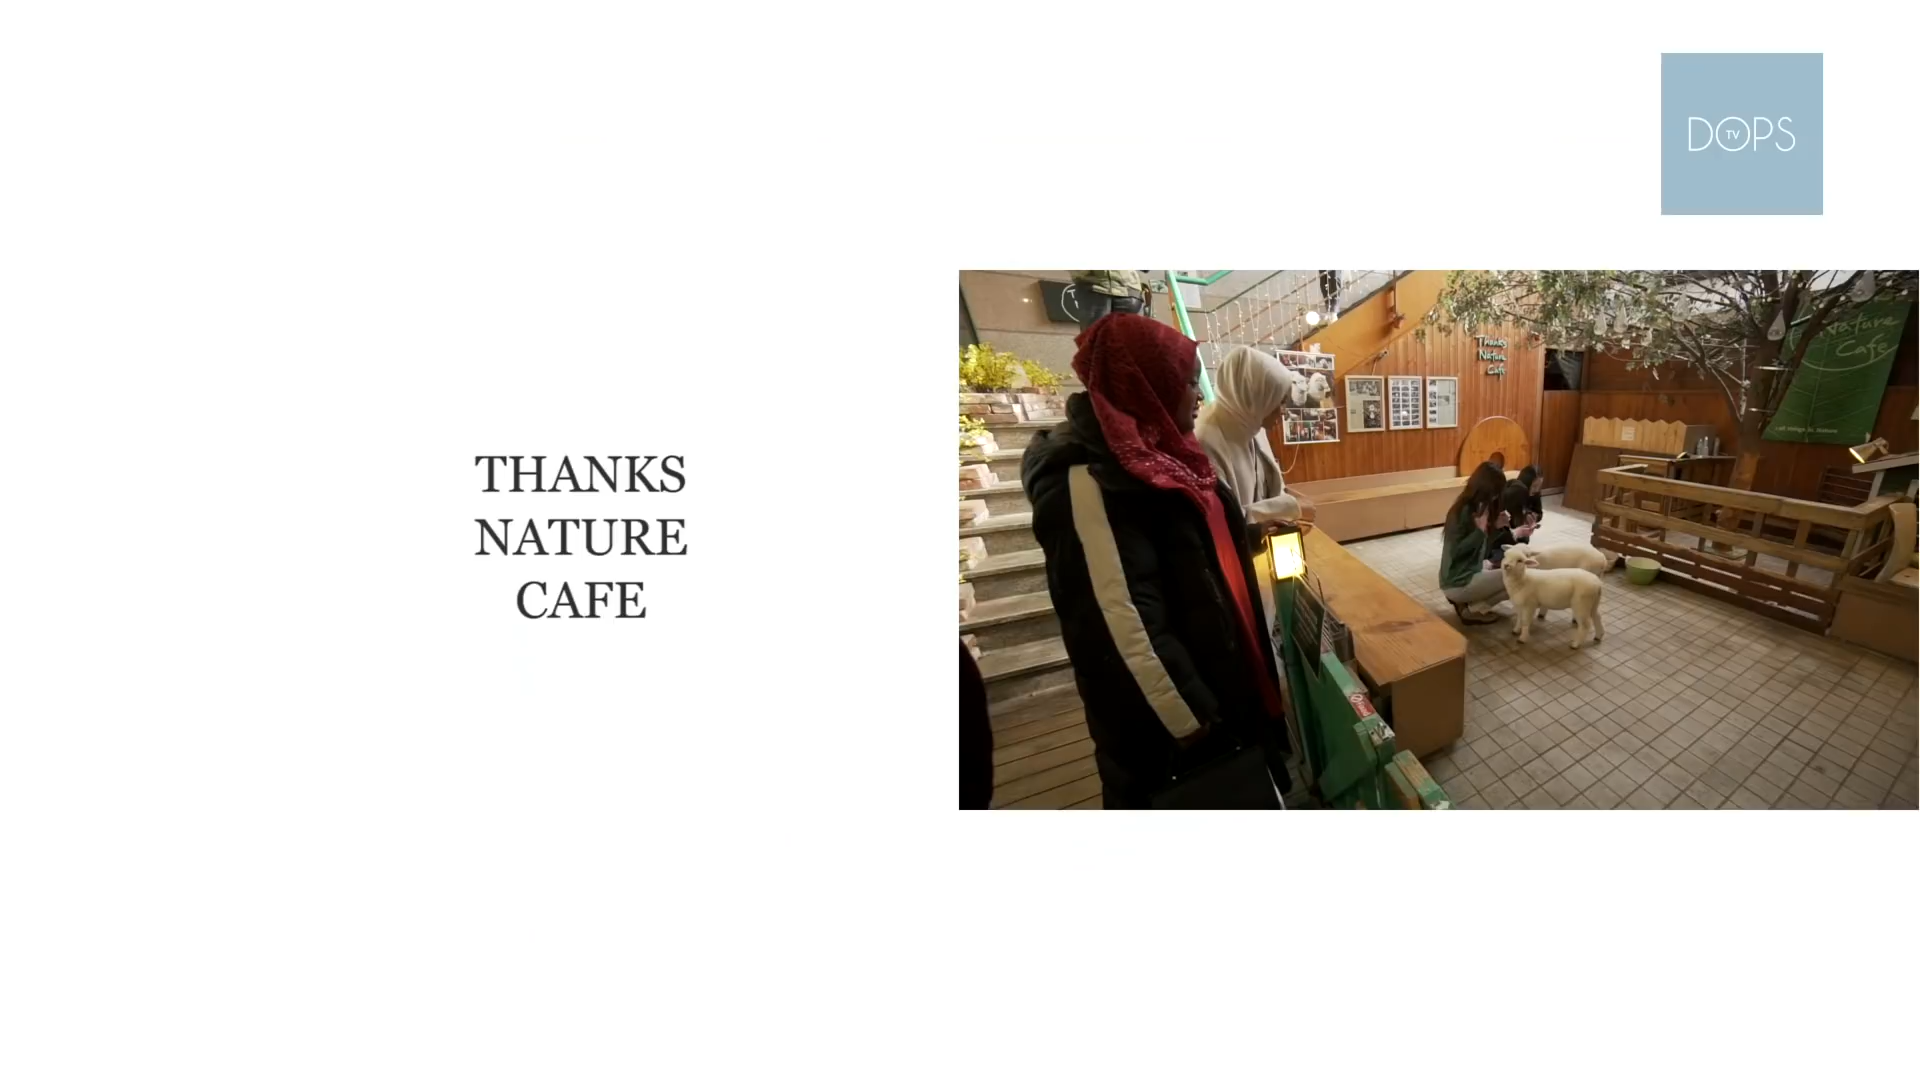 DOPS
TV
THANKS
NATURE
CAFE
Thanks
Nature
Cafe
Nature
Cafe